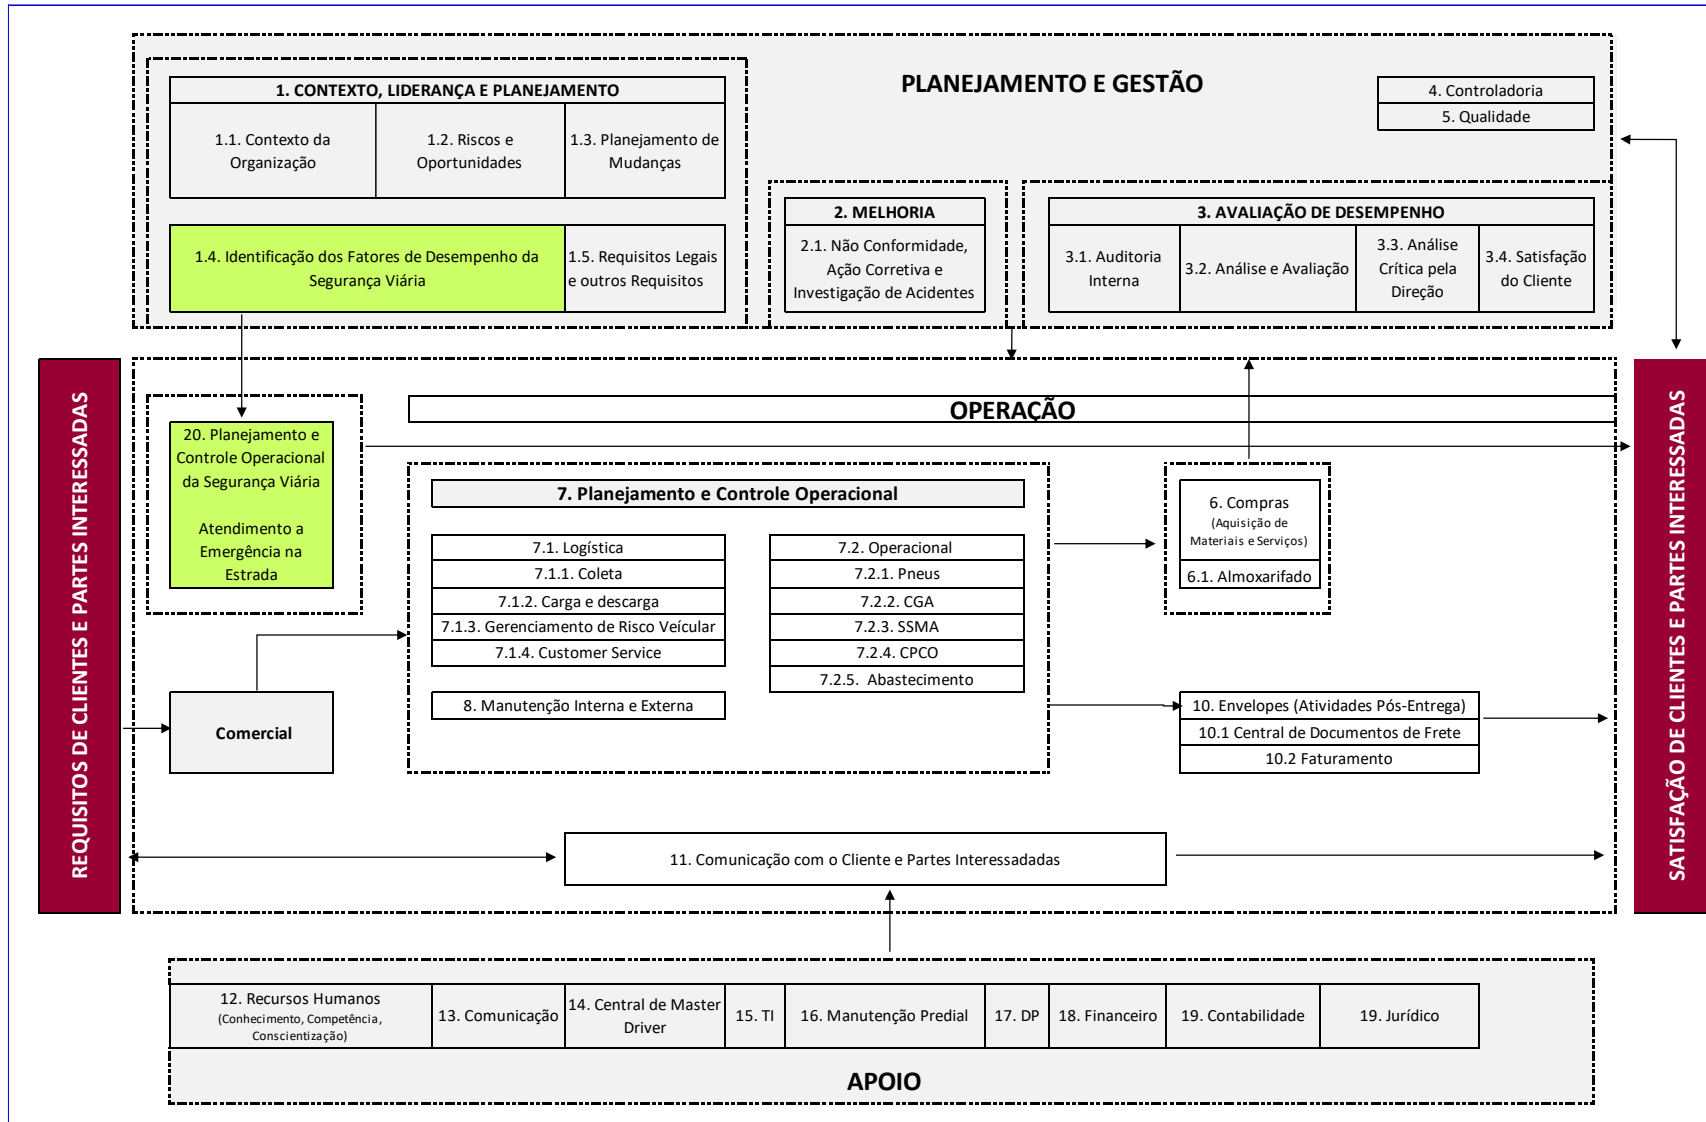 PLANEJAMENTO E GESTÃO
1. CONTEXTO, LIDERANÇA E PLANEJAMENTO
1.1. Contexto da
Organização
1.2. Riscos e
Oportunidades
1.3. Planejamento de
Mudanças
1.4. Identificação dos Fatores de Desempenho da
Segurança Viária
1.5. Requisitos Legais
e outros Requisitos
4. Controladoria
5. Qualidade
2. MELHORIA
2.1. Não Conformidade,
Ação Corretiva e
Investigação de Acidentes
3. AVALIAÇÃO DE DESEMPENHO
3.1. Auditoria
Interna
3.2. Análise e Avaliação
3.3. Análise
Crítica pela
Direção
3.4. Satisfação
do Cliente
REQUISITOS DE CLIENTES E PARTES INTERESSADAS
OPERAÇÃO
20. Planejamento e
Controle Operacional
da Segurança Viária
Atendimento a
Emergência na
Estrada
7. Planejamento e Controle Operacional
7.1. Logística
7.1.1. Coleta
7.1.2. Carga e descarga
7.1.3. Gerenciamento de Risco Veícular
7.1.4. Customer Service
8. Manutenção Interna e Externa
7.2. Operacional
7.2.1. Pneus
7.2.2. CGA
7.2.3. SSMA
7.2.4. CPCO
7.2.5. Abastecimento
6. Compras
(Aquisição de
Materiais e Serviços)
6.1. Almoxarifado
Comercial
10. Envelopes (Atividades Pós-Entrega)
10.1 Central de Documentos de Frete
10.2 Faturamento
11. Comunicação com o Cliente e Partes Interessadadas
SATISFAÇÃO DE CLIENTES E PARTES INTERESSADAS
12. Recursos Humanos
(Conhecimento, Competência,
Conscientização)
13. Comunicação
14. Central de Master
Driver
15. TI
16. Manutenção Predial
17. DP
18. Financeiro
19. Contabilidade
19. Jurídico
APOIO